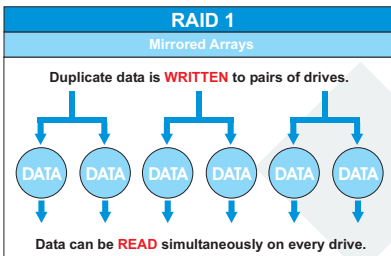 RAID 1
Mirrored Arrays
Duplicate data is WRITTEN to pairs of drives.
DATA DATA DATA DATA DATA DATA
Data can be READ simultaneously on every drive.